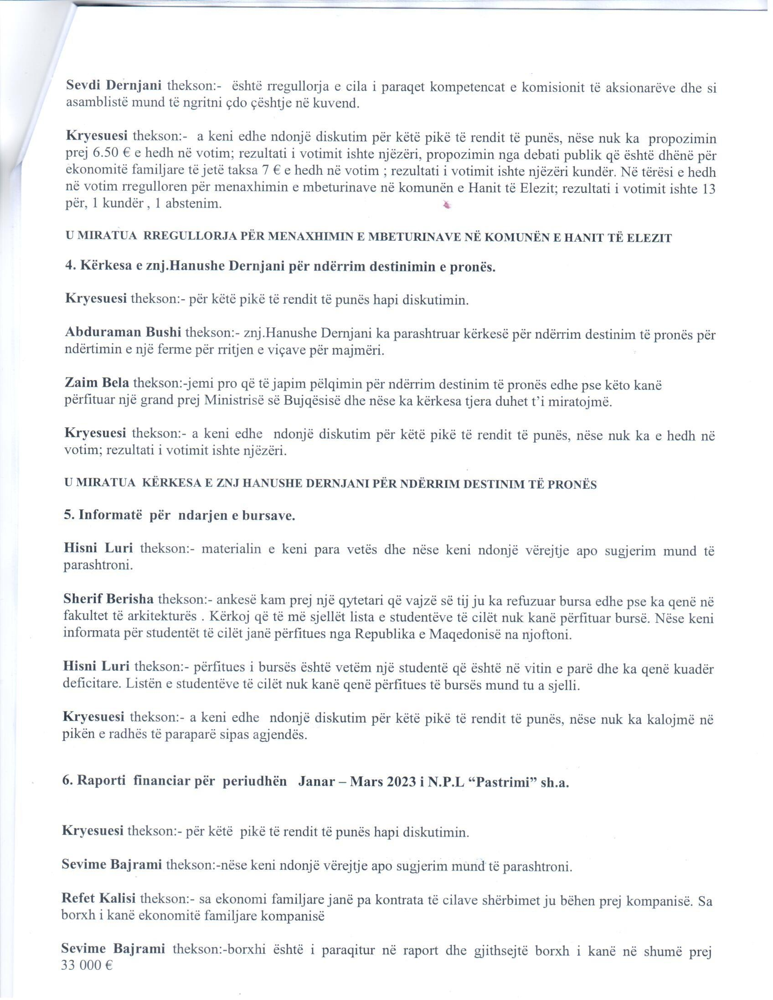 Sevdi Dernjani thekson:- është rregullorja e cila i paraqet kompetencat e komisionit të aksionarëve dhe si
asamblistë mund të ngritni çdo çështje në kuvend.
Kryesuesi thekson:- a keni edhe ndonjë diskutim për këtë pikë të rendit të punës, nëse nuk ka propozimin
prej 6.50 € e hedh në votim; rezultati i votimit ishte njëzëri, propozimin nga debati publik që është dhënë për
ekonomitë familjare të jetë taksa 7 € e hedh në votim ; rezultati i votimit ishte njëzëri kundër. Në tërësi e hedh
në votim rregulloren për menaxhimin e mbeturinave në komunën e Hanit të Elezit; rezultati i votimit ishte 13
për, 1 kundër , 1 abstenim.
U MIRATUA RREGULLORJA PËR MENAXHIMIN E MBETURINAVE NË KOMUNËN E HANIT TË ELEZIT
4. Kërkesa e znj.Hanushe Dernjani për ndërrim destinimin e pronës.
Kryesuesi thekson:- për këtë pikë të rendit të punës hapi diskutimin.
Abduraman Bushi thekson:- znj.Hanushe Dernjani ka parashtruar kërkesë për ndërrim destinim të pronës për
ndërtimin e një ferme për rritjen e viçave për majmëri.
Zaim Bela thekson:-jemi pro që të japim pëlqimin për ndërrim destinim të pronës edhe pse këto kanë
përfituar një grand prej Ministrisë së Bujqësisë dhe nëse ka kërkesa tjera duhet t’i miratojmë.
Kryesuesi thekson:- a keni edhe ndonjë diskutim për këtë pikë të rendit të punës, nëse nuk ka e hedh në
votim; rezultati i votimit ishte njëzëri.
U MIRATUA KËRKESA E ZNJ HANUSHE DERNJANI PËR NDËRRIM DESTINIM TË PRONËS
5. Informatë për ndarjen e bursave.
Hisni Luri thekson:- materialin e keni para vetës dhe nëse keni ndonjë vërejtje apo sugjerim mund të
parashtroni.
Sherif Berisha thekson:- ankesë kam prej një qytetari që vajzë së tij ju ka refuzuar bursa edhe pse ka qenë në
fakultet të arkitekturës . Kërkoj që të më sjellët lista e studentëve të cilët nuk kanë përfituar bursë. Nëse keni
informata për studentët të cilët janë përfitues nga Republika e Maqedonisë na njoftoni.
Hisni Luri thekson:- përfitues i bursës është vetëm një studentë që është në vitin e parë dhe ka qenë kuadër
deficitare. Listën e studentëve të cilët nuk kanë qenë përfitues të bursës mund tu a sjelli.
Kryesuesi thekson:- a keni edhe ndonjë diskutim për këtë pikë të rendit të punës, nëse nuk ka kalojmë në
pikën e radhës të paraparë sipas agjendës.
6. Raporti financiar për periudhën Janar – Mars 2023 i N.P.L “Pastrimi” sh.a.
Kryesuesi thekson:- për këtë pikë të rendit të punës hapi diskutimin.
Sevime Bajrami thekson:-nëse keni ndonjë vërejtje apo sugjerim mund të parashtroni.
Refet Kalisi thekson:- sa ekonomi familjare janë pa kontrata të cilave shërbimet ju bëhen prej kompanisë. Sa
borxh i kanë ekonomitë familjare kompanisë
Sevime Bajrami thekson:-borxhi është i paraqitur në raport dhe gjithsejtë borxh i kanë në shumë prej
33 000 €